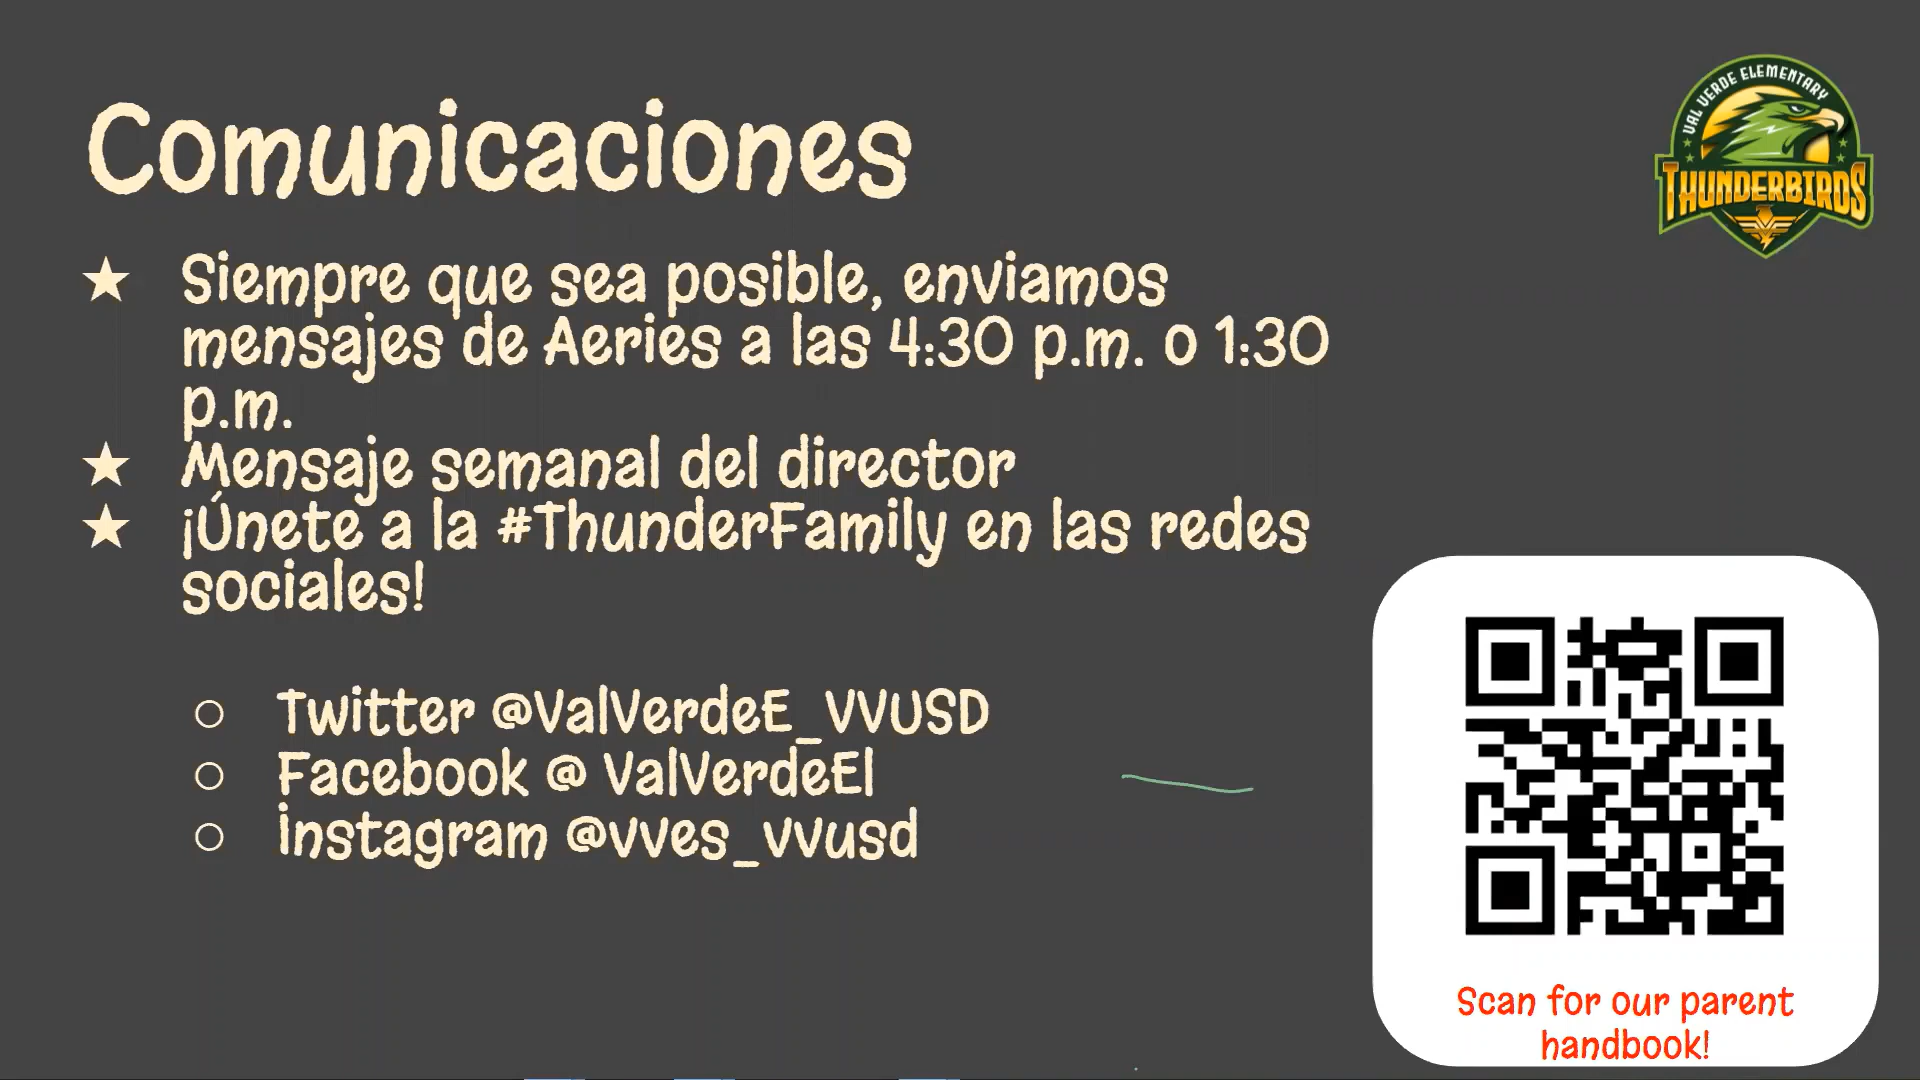 Comunicaciones
VAL VERDE ELEMENTARY
THUNDERBIRDS
★ Siempre que sea posible, enviamos
mensajes de Aeries a las 4:30 p.m. o 1:30
p.m.
★ Mensaje semanal del director
★ ¡Únete a la #ThunderFamily en las redes
sociales!
○ Twitter @ValVerdeE_VVUSD
○ Facebook @ ValVerdeEl
○ Instagram @vves_vvusd
Scan for our parent
handbook!